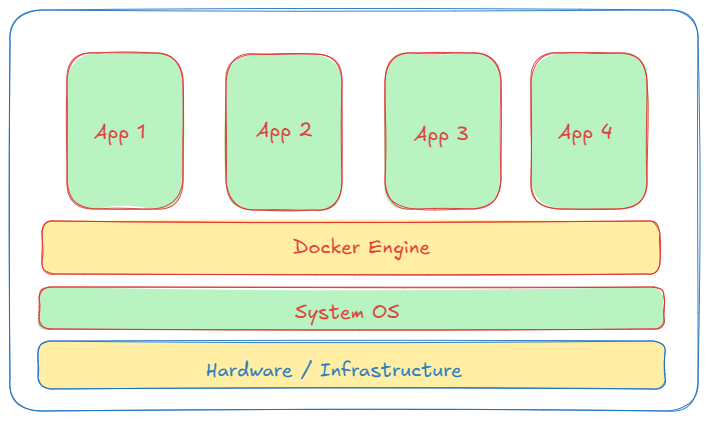 App 1
App 2
App 3
App 4
Docker Engine
System OS
Hardware / Infrastructure